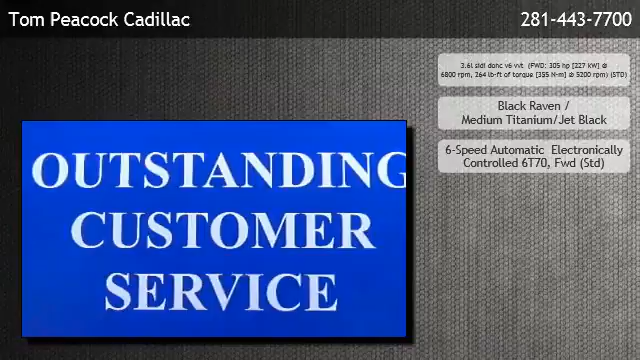 Tom Peacock Cadillac
281-443-7700
3.6l sidi dohc v6 vvt (FWD: 305 hp [227 kW] @
6800 rpm, 264 lb-ft of torque [355 N-m] @ 5200 rpm) (STD)
Black Raven /
Medium Titanium/Jet Black
6-Speed Automatic Electronically
Controlled 6T70, Fwd (Std)
OUTSTANDING
CUSTOMER
SERVICE